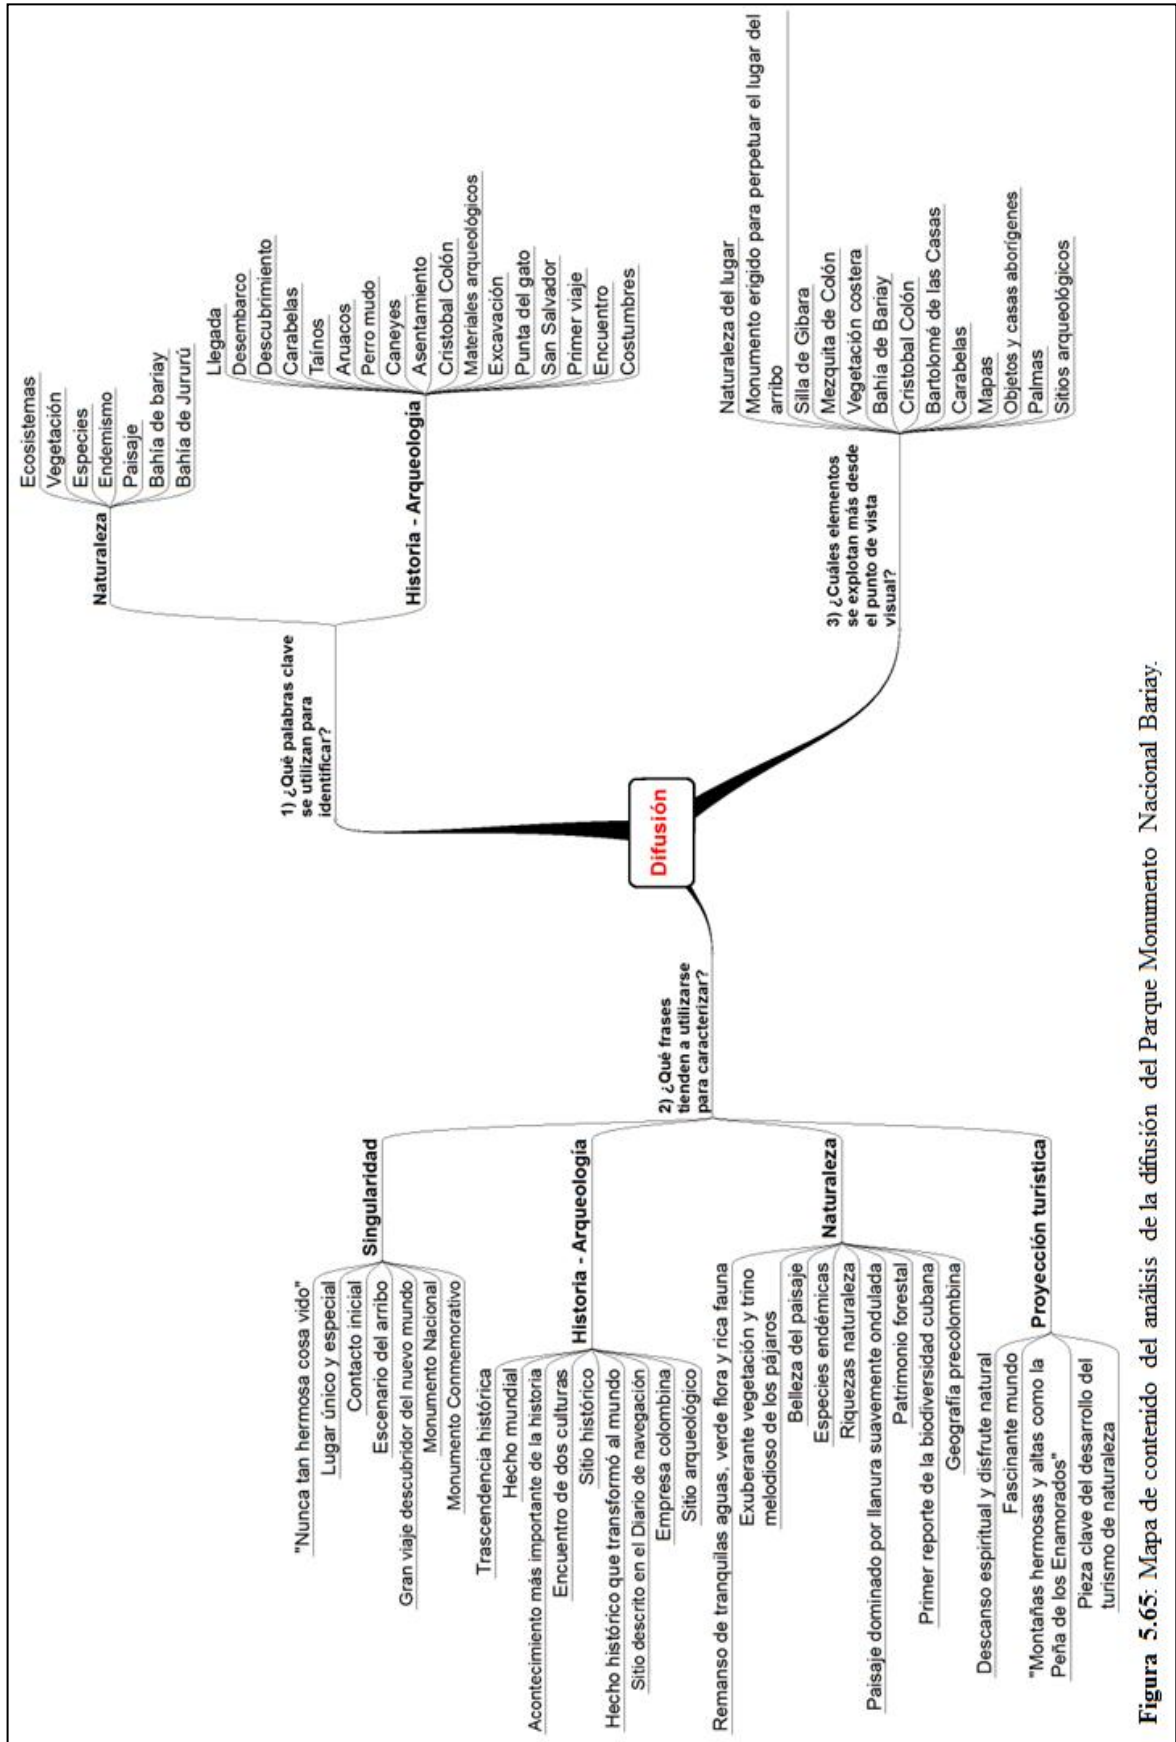 Difusión
1) ¿Qué palabras clave
se utilizan para
identificar?
Naturaleza
Ecosistemas
Vegetación
Especies
Endemismo
Paisaje
Bahía de bariay
Bahía de Jururú
Historia - Arqueología
Llegada
Desembarco
Descubrimiento
Carabelas
Taínos
Aruacos
Perro mudo
Caneyes
Asentamiento
Cristobal Colón
Materiales arqueológicos
Excavación
Punta del gato
San Salvador
Primer viaje
Encuentro
Costumbres
2) ¿Qué frases
tienden a utilizarse
para caracterizar?
Singularidad
"Nunca tan hermosa cosa vido"
Lugar único y especial
Contacto inicial
Escenario del arribo
Gran viaje descubridor del nuevo mundo
Monumento Nacional
Monumento Conmemorativo
Historia - Arqueología
Trascendencia histórica
Hecho mundial
Acontecimiento más importante de la historia
Encuentro de dos culturas
Sitio histórico
Hecho histórico que transformó al mundo
Sitio descrito en el Diario de navegación
Empresa colombina
Sitio arqueológico
Naturaleza
Remanso de tranquilas aguas, verde flora y rica fauna
Exuberante vegetación y trino
melodioso de los pájaros
Belleza del paisaje
Especies endémicas
Riquezas naturaleza
Paisaje dominado por llanura suavemente ondulada
Patrimonio forestal
Primer reporte de la biodiversidad cubana
Geografía precolombina
Proyección turística
Descanso espiritual y disfrute natural
Fascinante mundo
"Montañas hermosas y altas como la
Peña de los Enamorados"
Pieza clave del desarrollo del
turismo de naturaleza
3) ¿Cuáles elementos
se explotan más desde
el punto de vista
visual?
Naturaleza del lugar
Monumento erigido para perpetuar el lugar del
arribo
Silla de Gibara
Mezquita de Colón
Vegetación costera
Bahía de Bariay
Cristobal Colón
Bartolomé de las Casas
Carabelas
Mapas
Objetos y casas aborígenes
Palmas
Sitios arqueológicos
Figura 5.65: Mapa de contenido del análisis de la difusión del Parque Monumento Nacional Bariay.